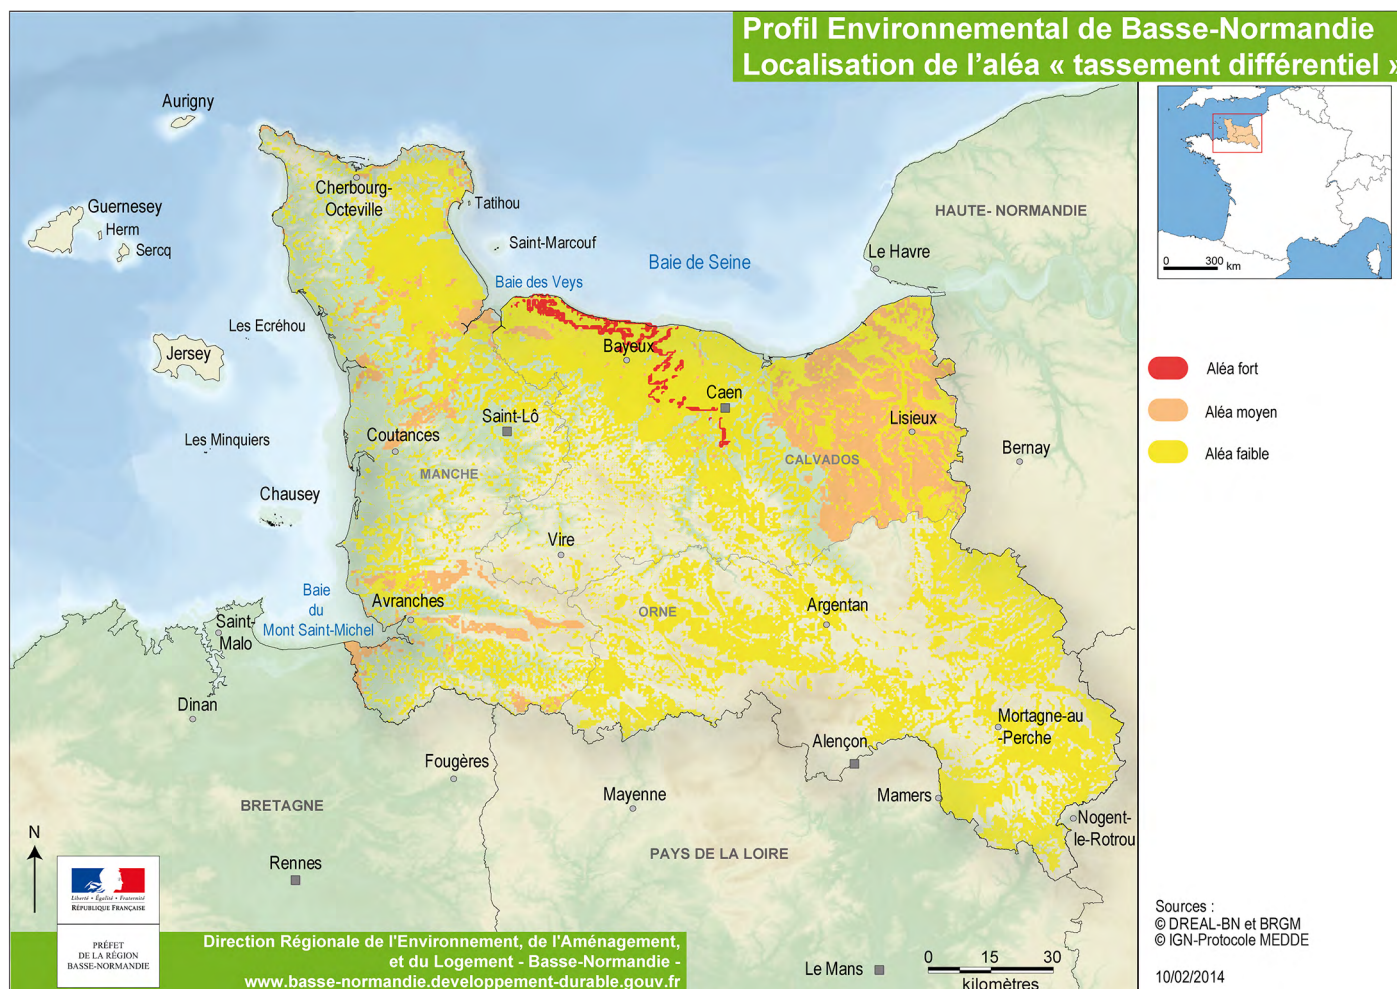 Profil Environnemental de Basse-Normandie
Localisation de l'aléa « tassement différentiel »
Aurigny
Cherbourg-
Octeville
Guernesey
Herm
Sercq
Tatihou
Saint-Marcouf
HAUTE- NORMANDIE
Baie de Seine
Le Havre
Baie des Veys
0 300 km
Les Ecréhou
Jersey
Bayeux
Aléa fort
Caen
Aléa moyen
Saint-Lô
Lisieux
Les Minquiers
Coutances
Bernay
Aléa faible
CALVADOS
MANCHE
Chausey
Vire
Baie
du
Mont Saint-Michel
Avranches
ORNE
Argentan
Saint-
Malo
Dinan
Mortagne-au
-Perche
Alençon
Fougères
Mayenne
Mamers
BRETAGNE
Nogent-
le-Rotrou
N
PAYS DE LA LOIRE
Rennes
Liberté • Égalité • Fraternité
RÉPUBLIQUE FRANÇAISE
PRÉFET
DE LA RÉGION
BASSE-NORMANDIE
Direction Régionale de l'Environnement, de l'Aménagement,
et du Logement - Basse-Normandie -
www.basse-normandie.developpement-durable.gouv.fr
Le Mans
0 15 30
kilomètres
Sources :
© DREAL-BN et BRGM
© IGN-Protocole MEDDE
10/02/2014